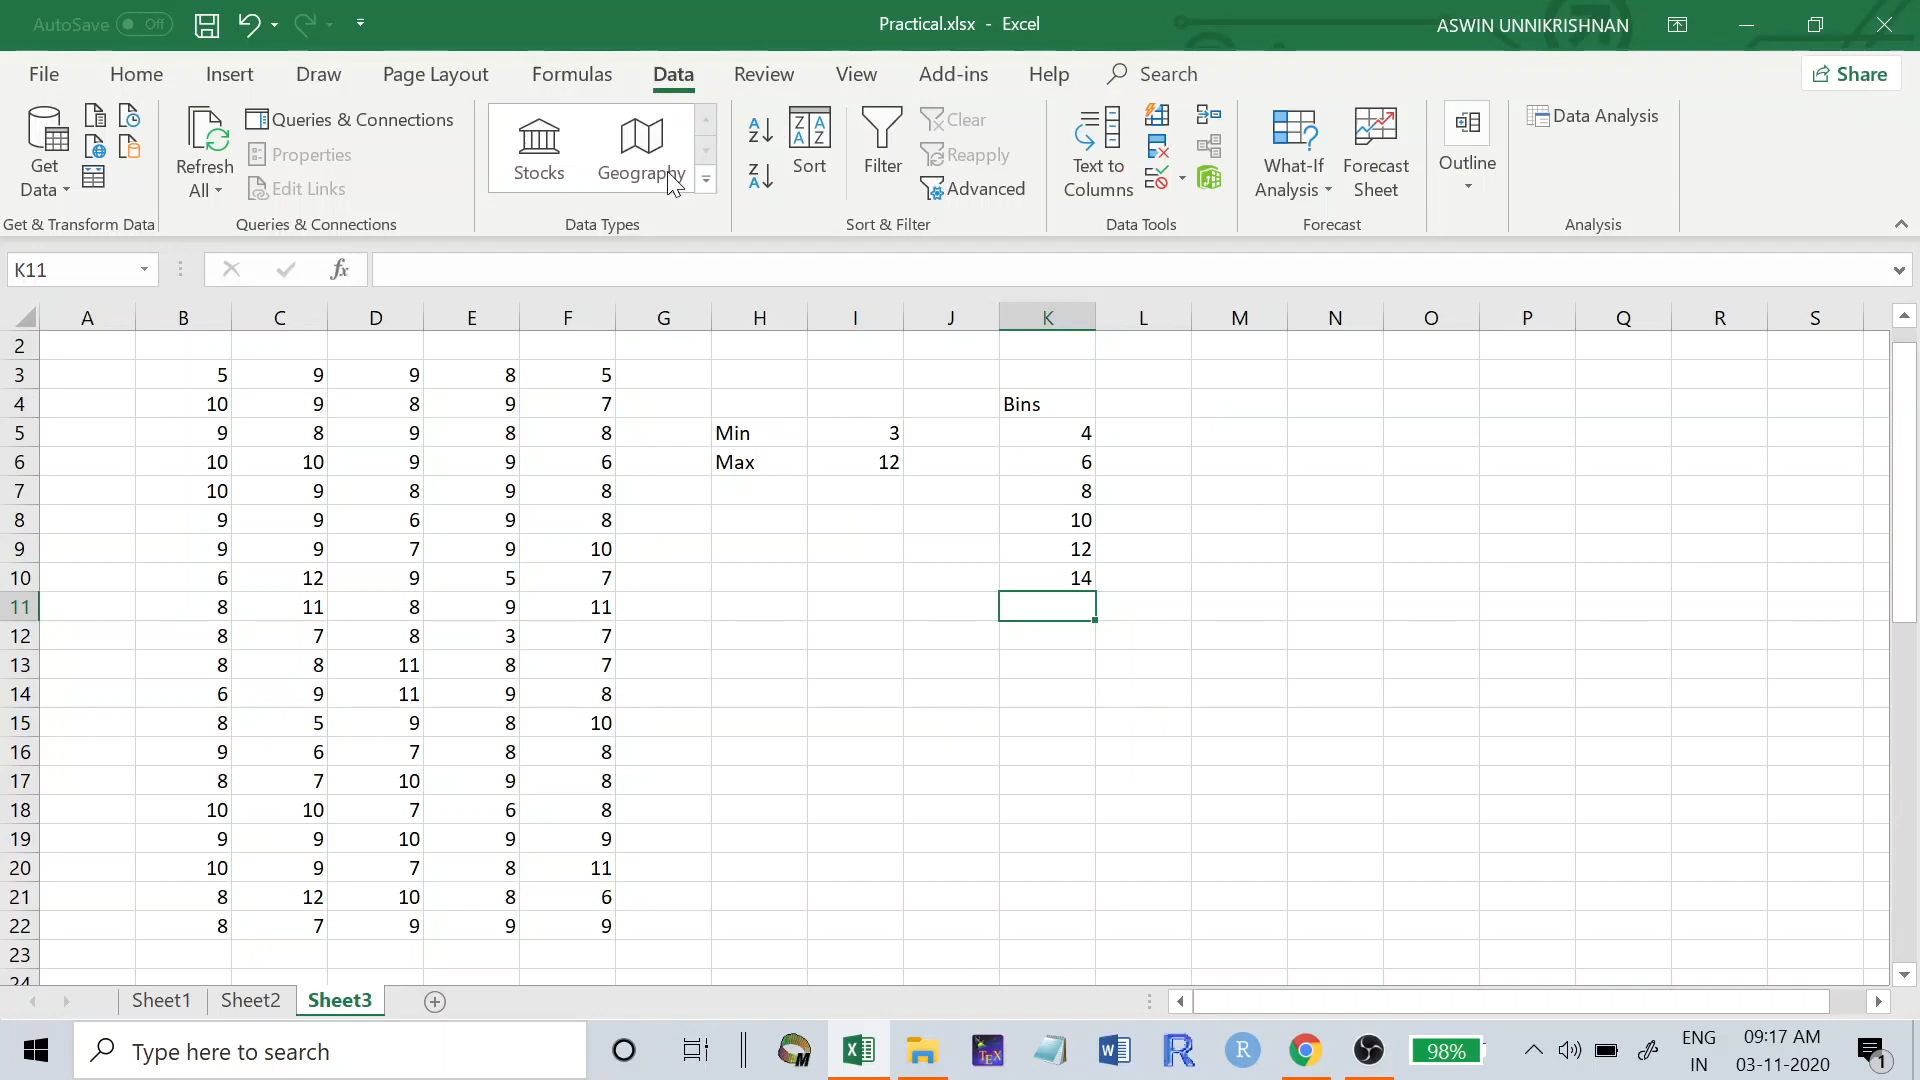 AutoSave Off Practical.xlsx - Excel ASWIN UNNIKRISHNAN
File Home Insert Draw Page Layout Formulas Data Review View Add-ins Help Search Share
Get Data
Refresh All
Queries & Connections
Properties
Edit Links
Stocks Geography
Sort Filter
Clear
Reapply
Advanced
Text to Columns
What-If Analysis
Forecast Sheet
Outline
Data Analysis
Get & Transform Data Queries & Connections Data Types Sort & Filter Data Tools Forecast Analysis
K11 fx
A B C D E F G H I J K L M N O P Q R S
2
3 5 9 9 8 5
4 10 9 8 9 7 Bins
5 9 8 9 8 8 Min 3 4
6 10 10 9 9 6 Max 12 6
7 10 9 8 9 8 8
8 9 9 6 9 8 10
9 9 9 7 9 10 12
10 6 12 9 5 7 14
11 8 11 8 9 11
12 8 7 8 3 7
13 8 8 11 8 7
14 6 9 11 9 8
15 8 5 9 8 10
16 9 6 7 8 8
17 8 7 10 9 8
18 10 10 7 6 8
19 9 9 10 9 9
20 10 9 7 8 11
21 8 12 10 8 6
22 8 7 9 9 9
23
24
Sheet1 Sheet2 Sheet3
Type here to search 98% ENG 09:17 AM
IN 03-11-2020 1